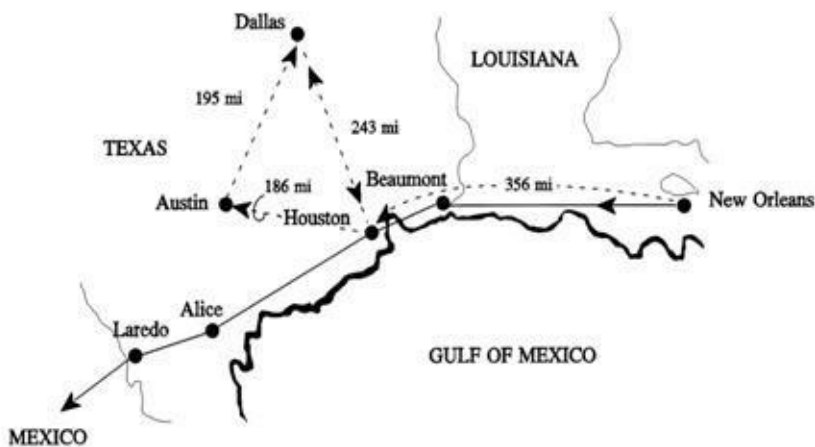 Dallas
LOUISIANA
195 mi
243 mi
TEXAS
186 mi
Beaumont
356 mi
Austin
Houston
New Orleans
Alice
Laredo
GULF OF MEXICO
MEXICO